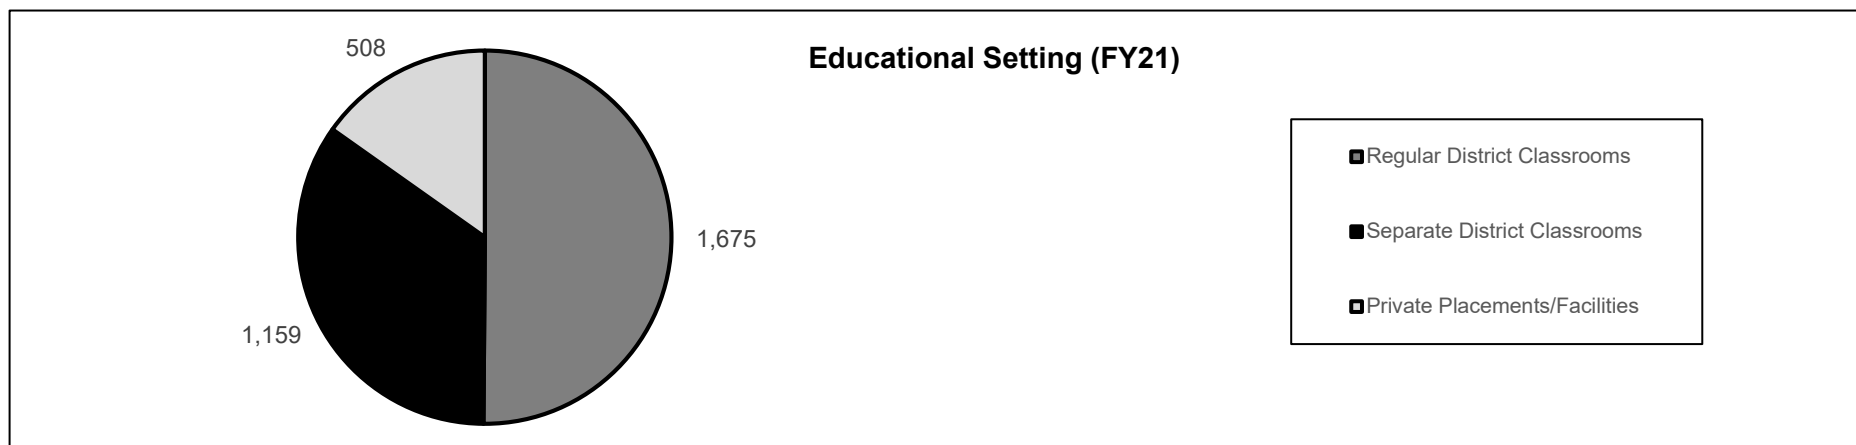 Educational Setting (FY21)
508
1,675
1,159
Regular District Classrooms
Separate District Classrooms
Private Placements/Facilities